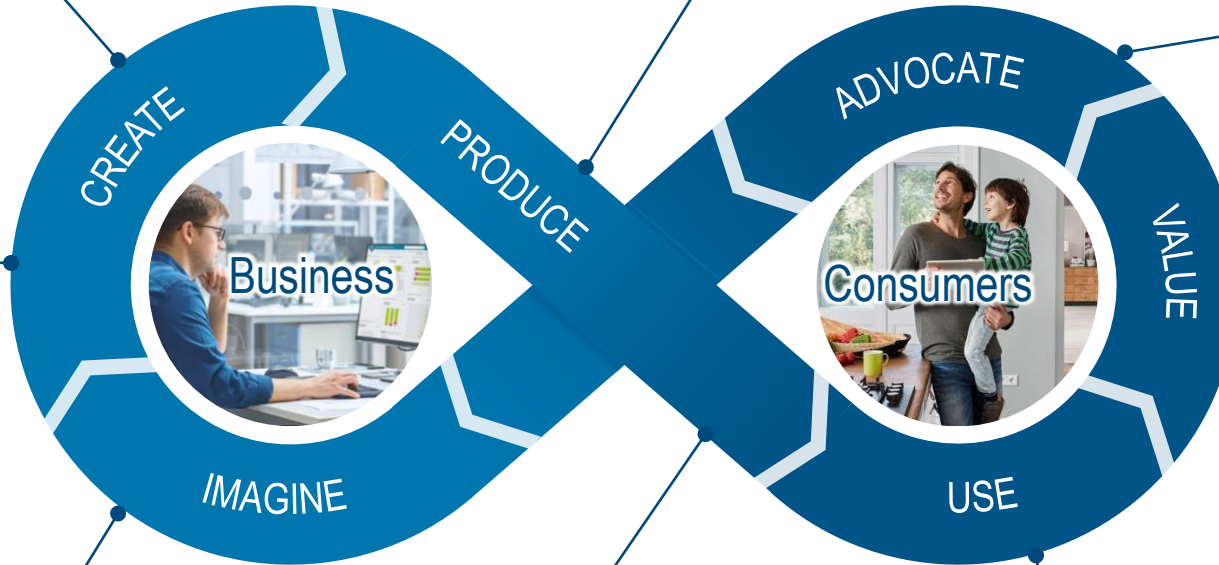 CREATE
PRODUCE
IMAGINE
Business
ADVOCATE
VALUE
USE
Consumers